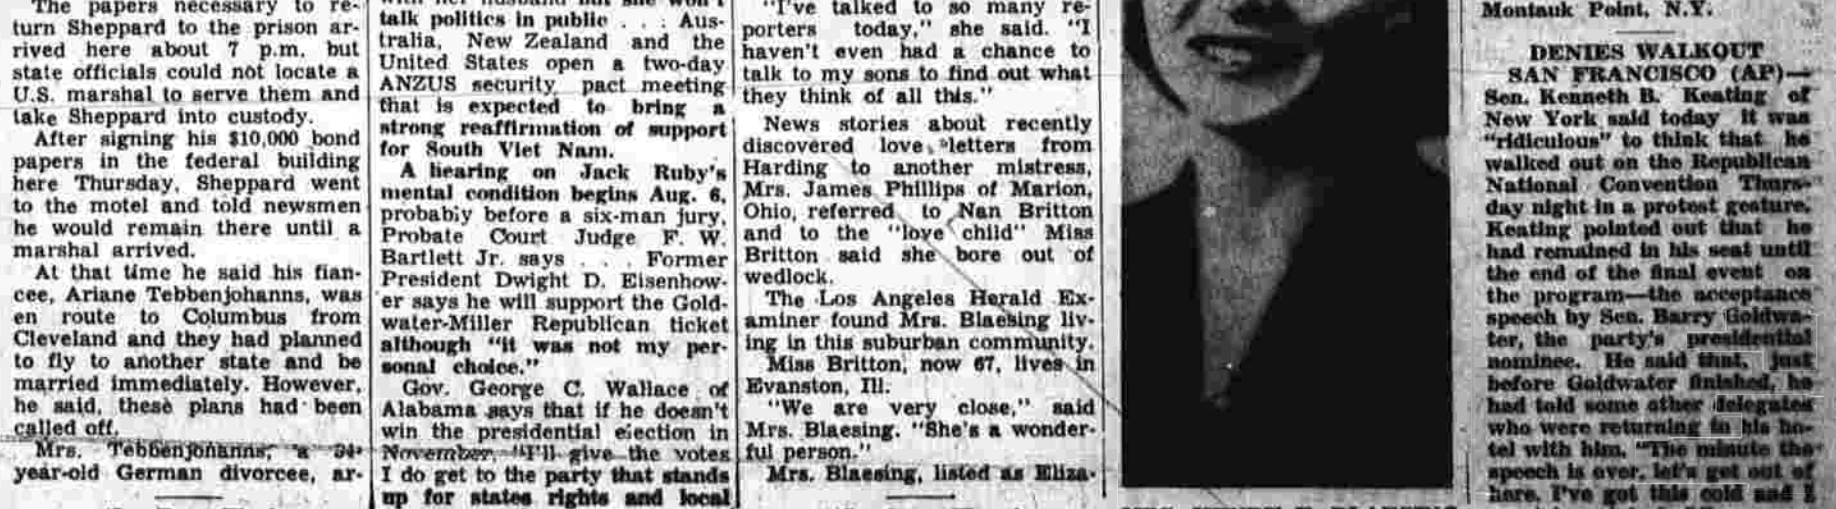 The papers necessary to re-
turn Sheppard to the prison ar-
rived here about 7 p.m. but
state officials could not locate a
U.S. marshal to serve them and
take Sheppard into custody.
After signing his $10,000 bond
papers in the federal building
here Thursday, Sheppard went
to the motel and told newsmen
he would remain there until a
marshal arrived.
At that time he said his fian-
cee, Ariane Tebbenjohanns, was
en route to Columbus from
Cleveland and they had planned
to fly to another state and be
married immediately. However,
he said, these plans had been
called off.
Mrs. Tebbenjohanns, a 34-
year-old German divorcee, ar-
talk politics in public . . . Aus-
tralia, New Zealand and the
United States open a two-day
ANZUS security pact meeting
that is expected to bring a
strong reaffirmation of support
for South Viet Nam.
A hearing on Jack Ruby's
mental condition begins Aug. 6,
probably before a six-man jury,
Probate Court Judge F. W.
Bartlett Jr. says . . . Former
President Dwight D. Eisenhow-
er says he will support the Gold-
water-Miller Republican ticket
although "it was not my per-
sonal choice."
Gov. George C. Wallace of
Alabama says that if he doesn't
win the presidential election in
November, "I'll give the votes
I do get to the party that stands
up for states rights and local
"I've talked to so many re-
porters today," she said. "I
haven't even had a chance to
talk to my sons to find out what
they think of all this."
News stories about recently
discovered love letters from
Harding to another mistress,
Mrs. James Phillips of Marion,
Ohio, referred to Nan Britton
and to the "love child" Miss
Britton said she bore out of
wedlock.
The Los Angeles Herald Ex-
aminer found Mrs. Blaesing liv-
ing in this suburban community.
Miss Britton, now 67, lives in
Evanston, Ill.
"We are very close," said
Mrs. Blaesing. "She's a wonder-
ful person."
Mrs. Blaesing, listed as Eliza-
Montauk Point, N.Y.
DENIES WALKOUT
SAN FRANCISCO (AP)—
Sen. Kenneth B. Keating of
New York said today it was
"ridiculous" to think that he
walked out on the Republican
National Convention Thurs-
day night in a protest gesture.
Keating pointed out that he
had remained in his seat until
the end of the final event on
the program—the acceptance
speech by Sen. Barry Goldwa-
ter, the party's presidential
nominee. He said that, just
before Goldwater finished, he
had told some other delegates
who were returning to his ho-
tel with him, "The minute the
speech is over, let's get out of
here. I've got this cold and I